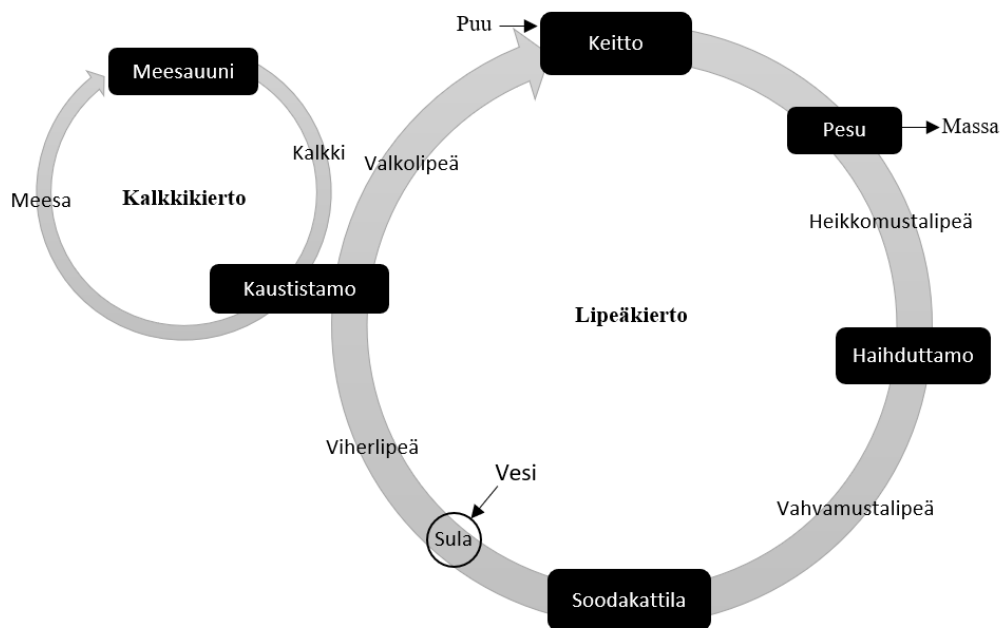 Puu
Keitto
Meesauuni
Pesu
Massa
Kalkki
Valkolipeä
Meesa
Kalkkikierto
Heikkomustalipeä
Kaustistamo
Lipeäkierto
Haihduttamo
Viherlipeä
Vesi
Vahvamustalipeä
Sula
Soodakattila